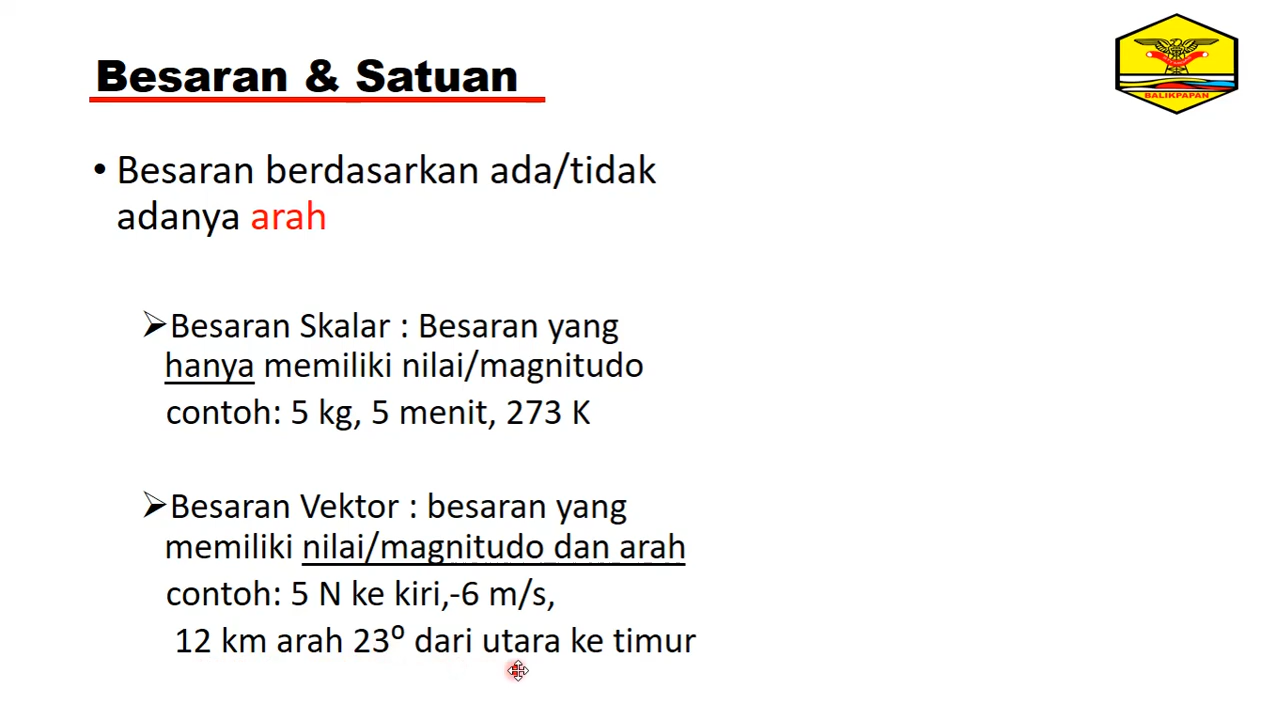 Besaran & Satuan
BALIKPAPAN
• Besaran berdasarkan ada/tidak
adanya arah
➢Besaran Skalar : Besaran yang
hanya memiliki nilai/magnitudo
contoh: 5 kg, 5 menit, 273 K
➢Besaran Vektor : besaran yang
memiliki nilai/magnitudo dan arah
contoh: 5 N ke kiri,-6 m/s,
12 km arah 23⁰ dari utara ke timur